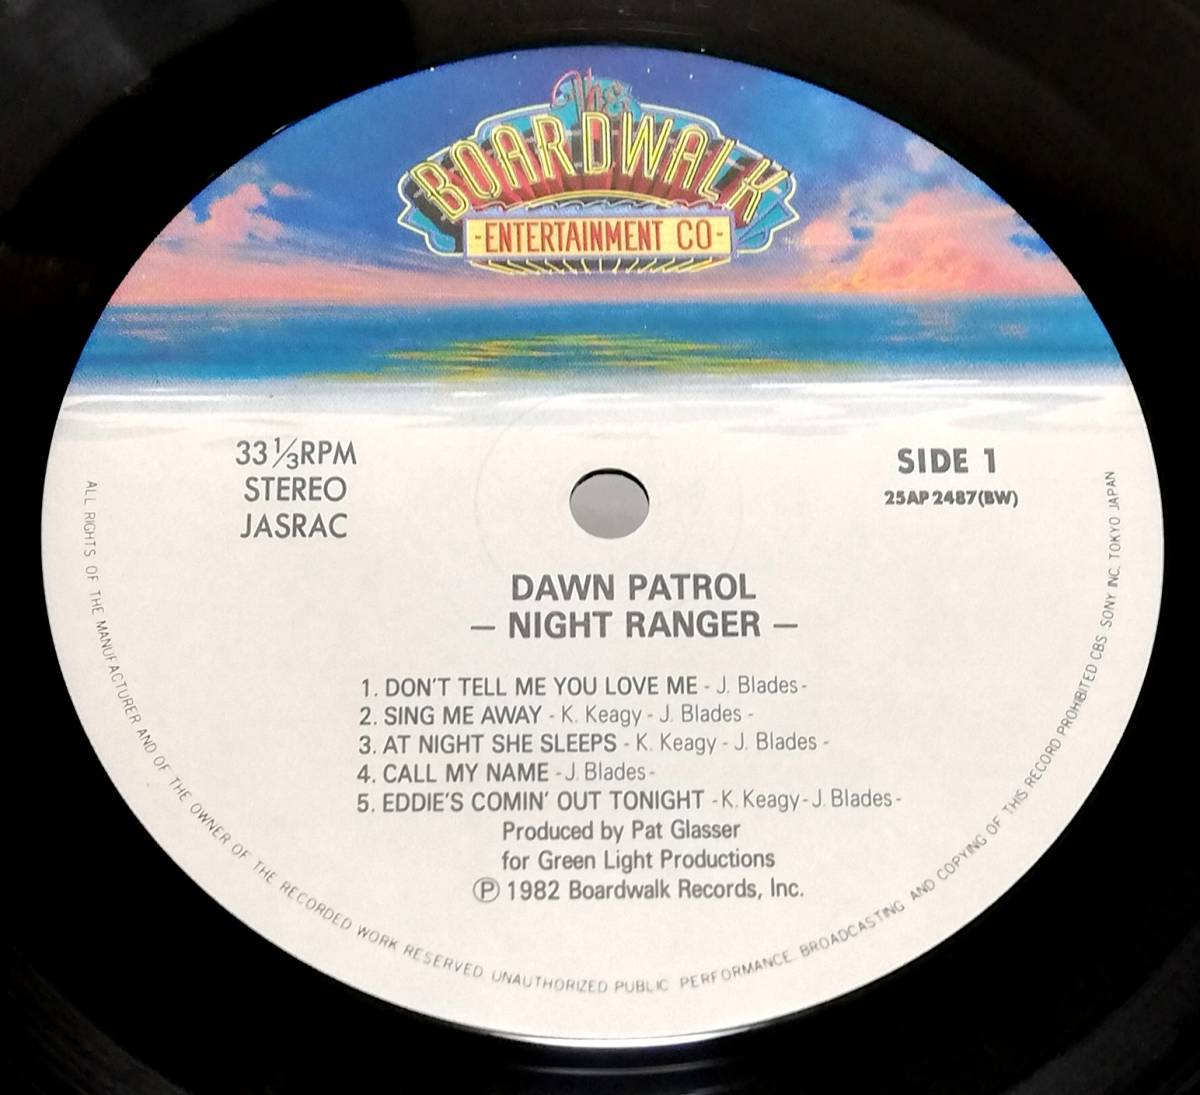 The
BOARDWALK
-ENTERTAINMENT CO-
33 1/3 RPM
STEREO
JASRAC
SIDE 1
25AP 2487(BW)
DAWN PATROL
— NIGHT RANGER —
1. DON'T TELL ME YOU LOVE ME - J. Blades -
2. SING ME AWAY - K. Keagy - J. Blades -
3. AT NIGHT SHE SLEEPS - K. Keagy - J. Blades -
4. CALL MY NAME - J. Blades -
5. EDDIE'S COMIN' OUT TONIGHT - K. Keagy - J. Blades -
Produced by Pat Glasser
for Green Light Productions
Ⓟ 1982 Boardwalk Records, Inc.
ALL RIGHTS OF THE MANUFACTURER AND OF THE OWNER OF THE RECORDED WORK RESERVED. UNAUTHORIZED PUBLIC PERFORMANCE. BROADCASTING AND COPYING OF THIS RECORD PROHIBITED CBS SONY INC. TOKYO JAPAN